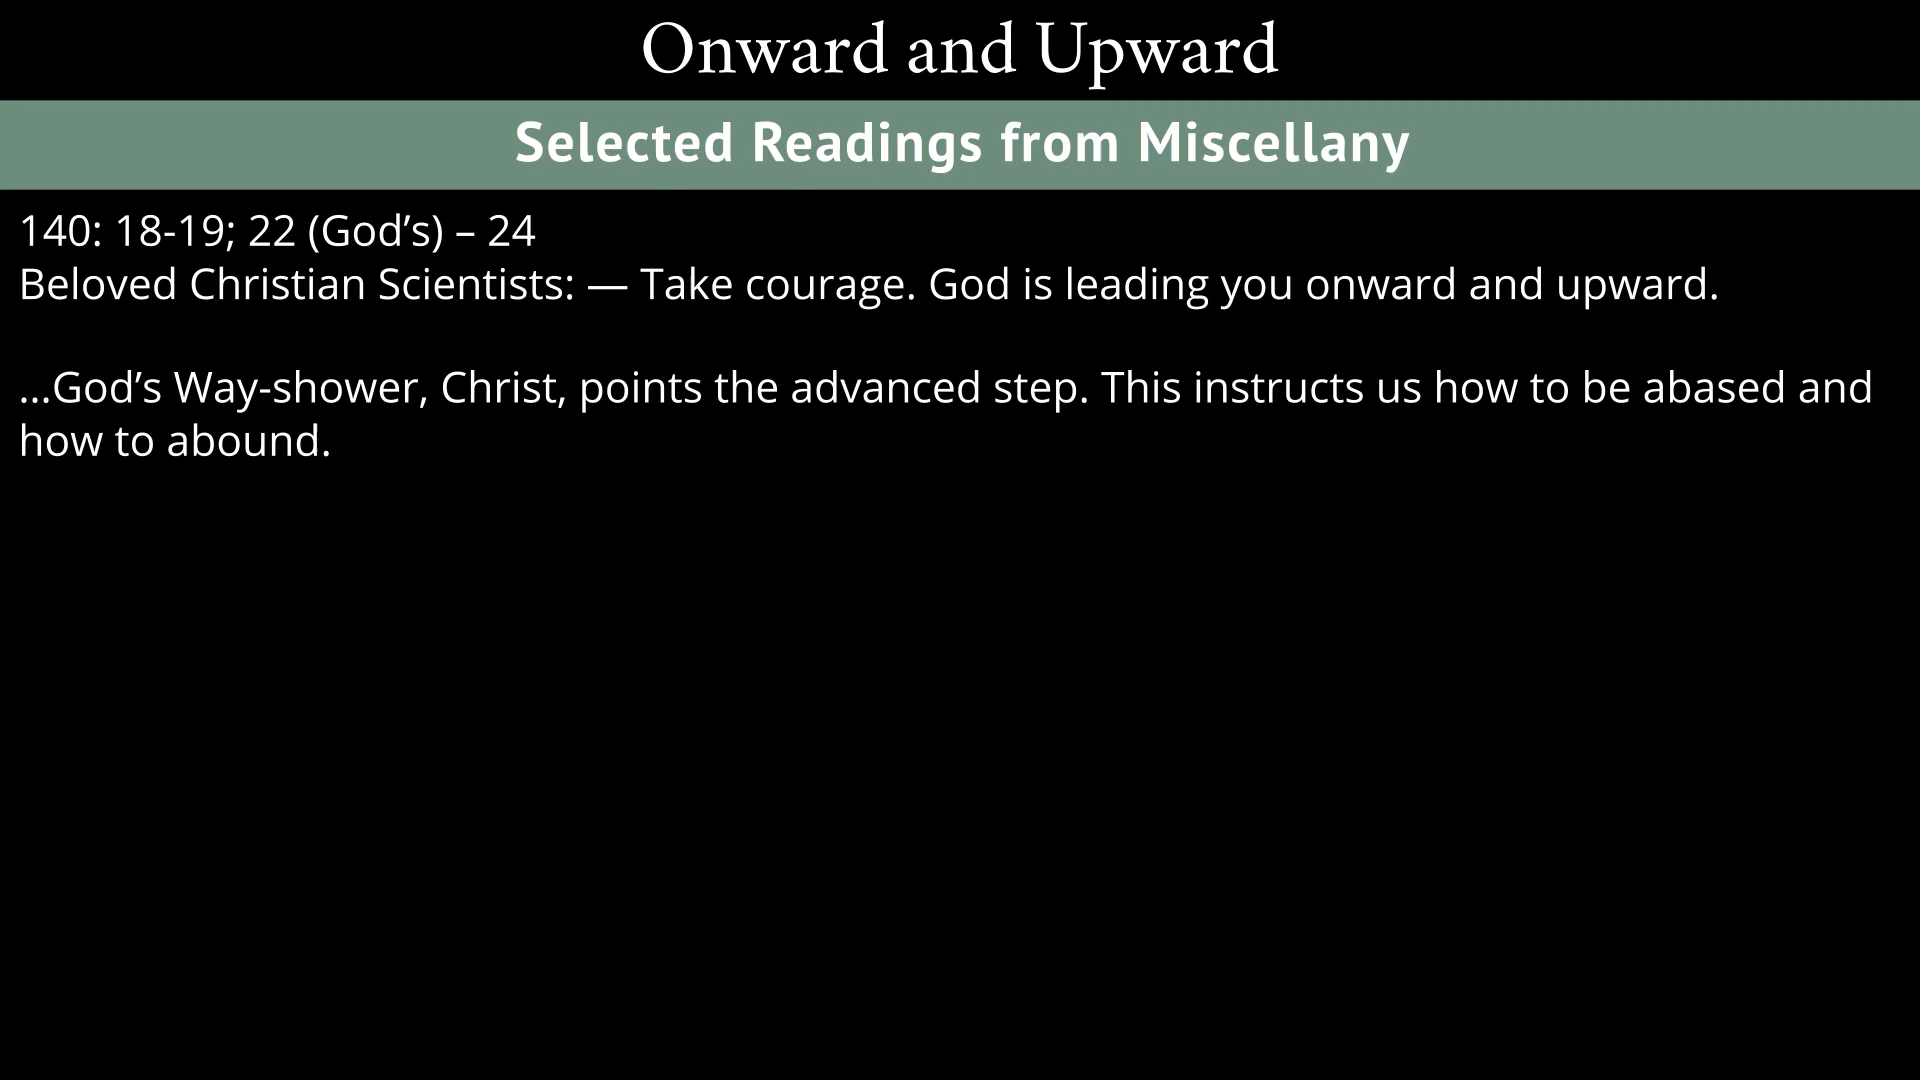 Onward and Upward
Selected Readings from Miscellany
140: 18-19; 22 (God’s) – 24
Beloved Christian Scientists: — Take courage. God is leading you onward and upward.
…God’s Way-shower, Christ, points the advanced step. This instructs us how to be abased and
how to abound.